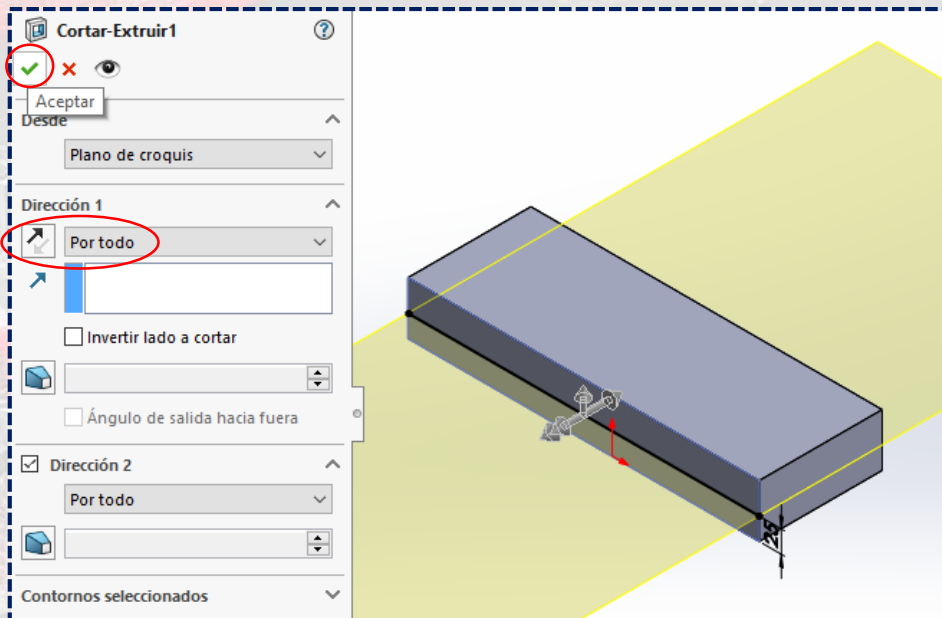 Cortar-Extruir1
Aceptar
Desde
Plano de croquis
Dirección 1
Por todo
Invertir lado a cortar
Ángulo de salida hacia fuera
Dirección 2
Por todo
Contornos seleccionados
25